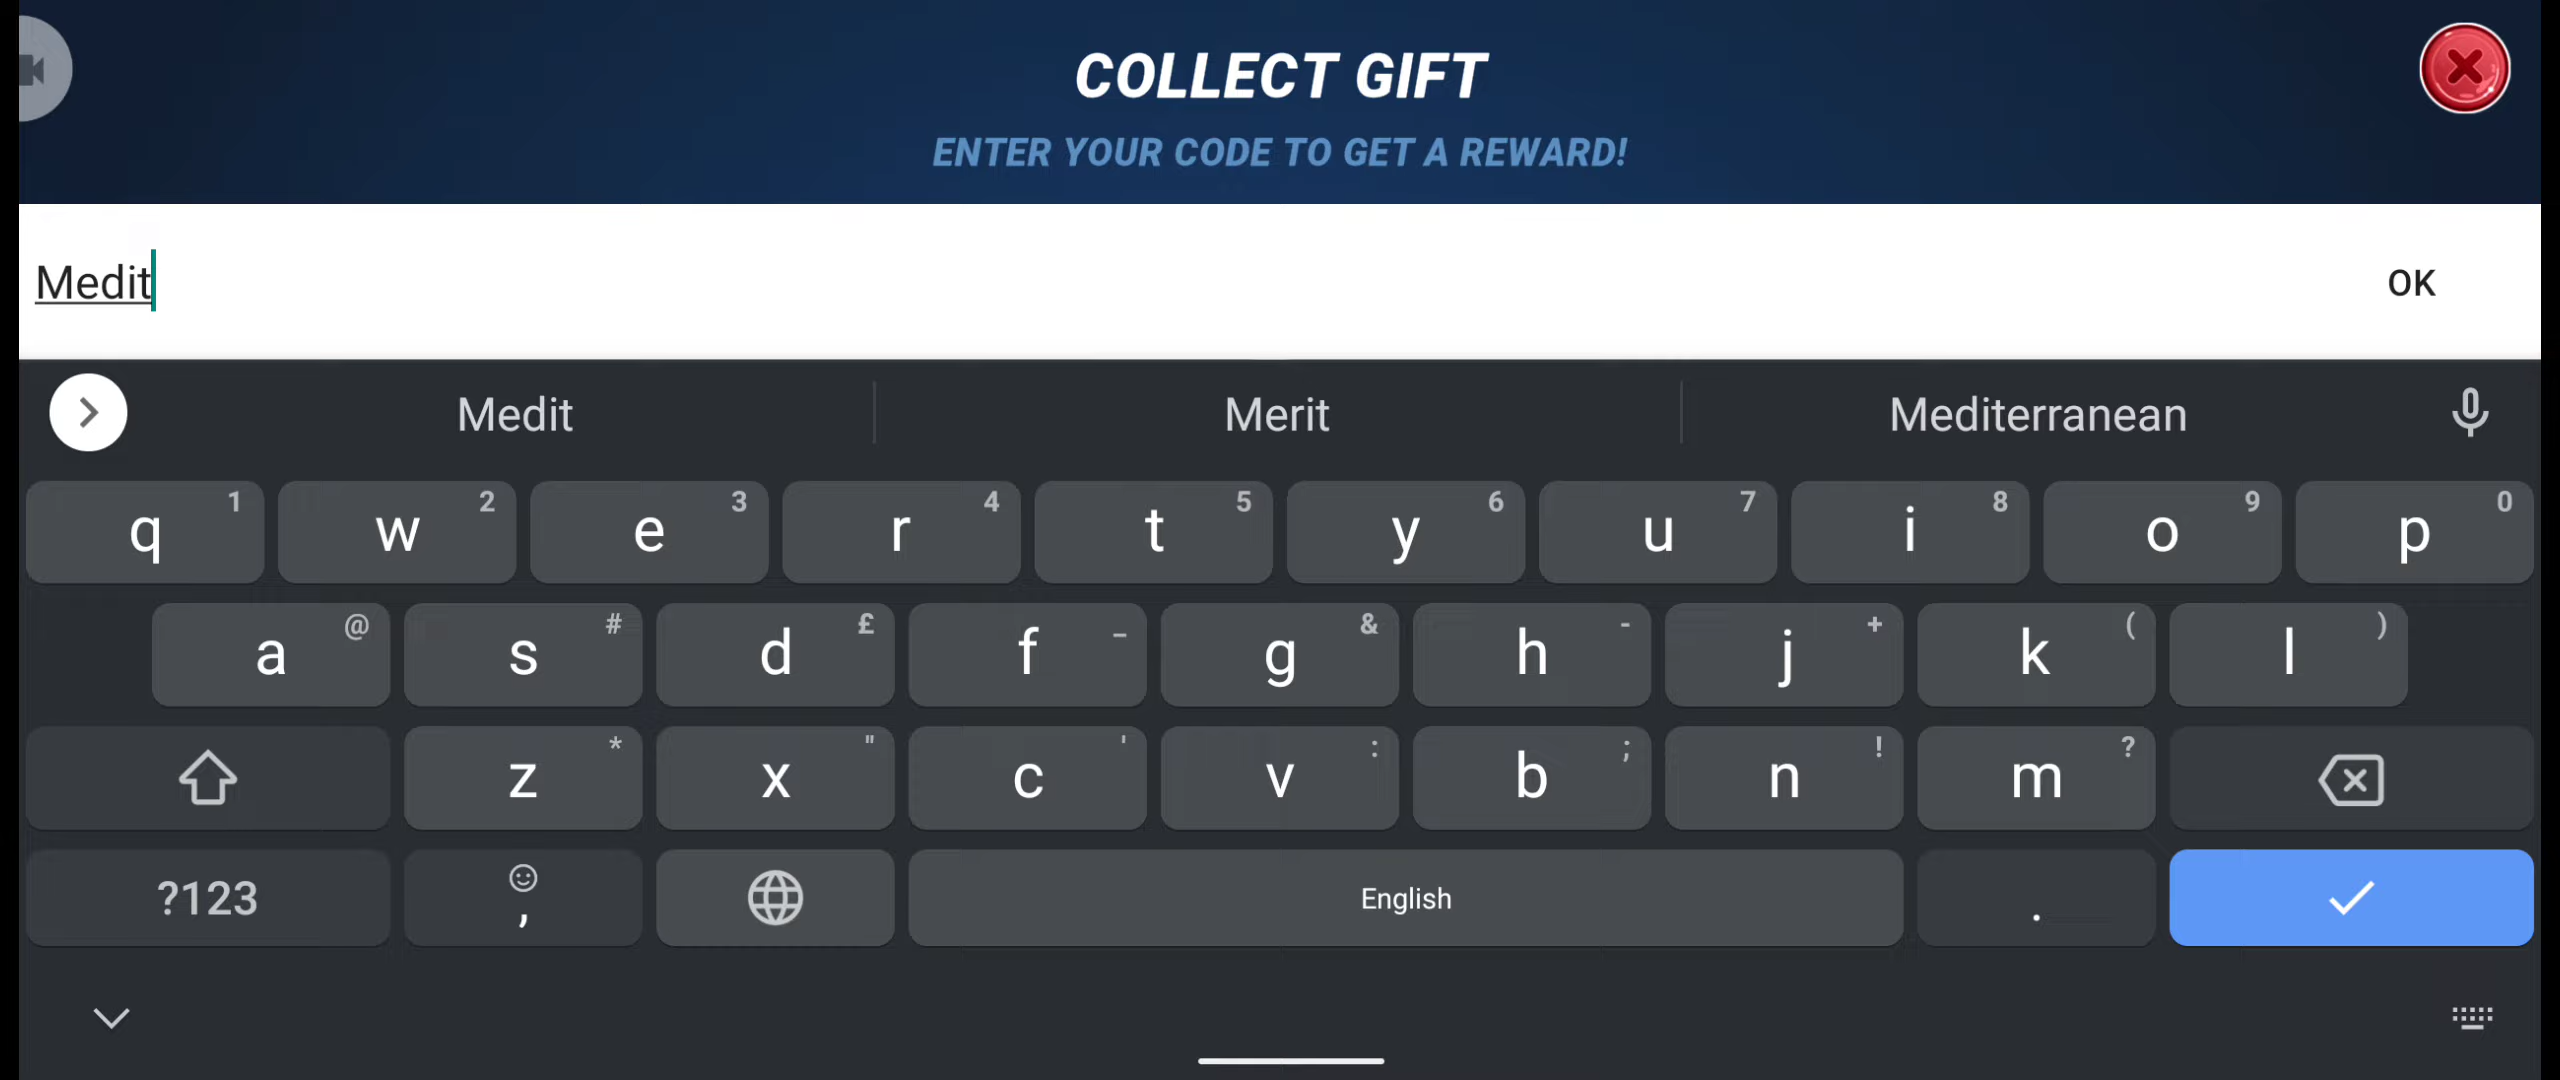 COLLECT GIFT
ENTER YOUR CODE TO GET A REWARD!
Medit
OK
Medit Merit Mediterranean
q 1 w 2 e 3 r 4 t 5 y 6 u 7 i 8 o 9 p 0
a @ s # d £ f _ g & h - j + k ( l )
z * x " c ' v : b ; n ! m ?
?123 , English .